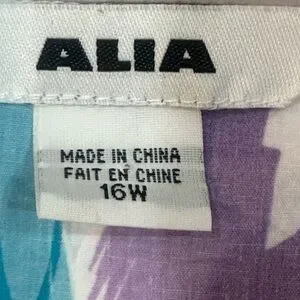 ALIA
MADE IN CHINA
FAIT EN CHINE
16W